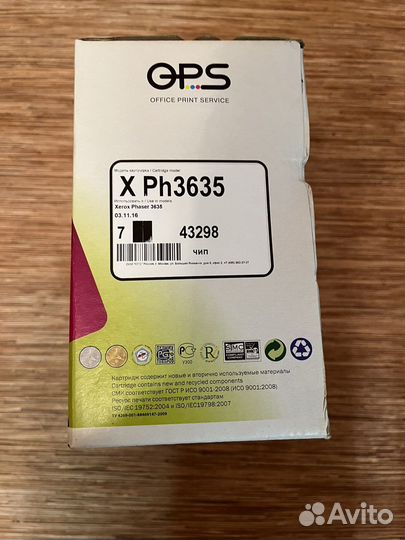 OPS
OFFICE PRINT SERVICE
Модель картриджа / Cartridge model
X Ph3635
Использовать в / Use in models
Xerox Phaser 3635
03.11.16
7 43298
чип
Картридж содержит новые и вторично используемые материалы
Cartridge contains new and recycled components
СМК соответствует ГОСТ Р ИСО 9001-2008 (ISO 9001:2008)
Ресурс печати соответствует стандартам
ISO/IEC 19752:2004 и ISO/IEC19798:2007
Avito